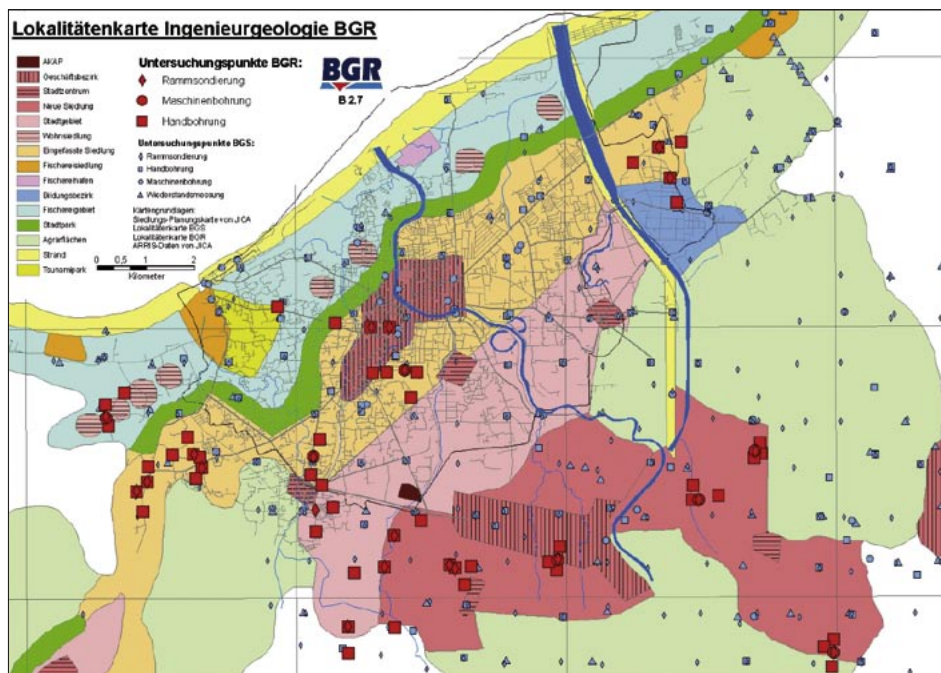 Lokalitätenkarte Ingenieurgeologie BGR
AKAP
Geschäftsbezirk
Stadtzentrum
Neue Siedlung
Stadtgebiet
Wohnsiedlung
Eingefasste Siedlung
Fischereisiedlung
Fischereihafen
Bildungsbezirk
Fischereigebiet
Stadtpark
Agrarflächen
Strand
Tsunamipark
0 0,5 1 2
Kilometer
Untersuchungspunkte BGR:
Rammsondierung
Maschinenbohrung
Handbohrung
Untersuchungspunkte BGS:
Rammsondierung
Handbohrung
Maschinenbohrung
Wiederstandsmessung
Kartengrundlagen:
Siedlungs-Planungskarte von JICA
Lokalitätenkarte BGS
Lokalitätenkarte BGR
ARRIS-Daten von JICA
BGR
B 2.7